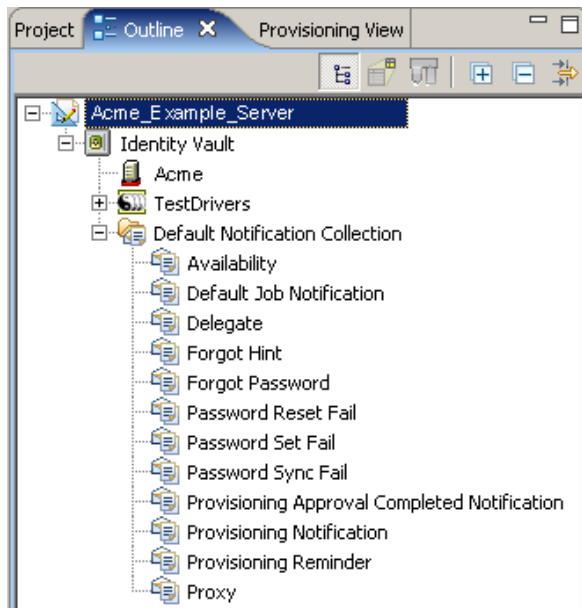 Project Outline Provisioning View
Acme_Example_Server
Identity Vault
Acme
TestDrivers
Default Notification Collection
Availability
Default Job Notification
Delegate
Forgot Hint
Forgot Password
Password Reset Fail
Password Set Fail
Password Sync Fail
Provisioning Approval Completed Notification
Provisioning Notification
Provisioning Reminder
Proxy